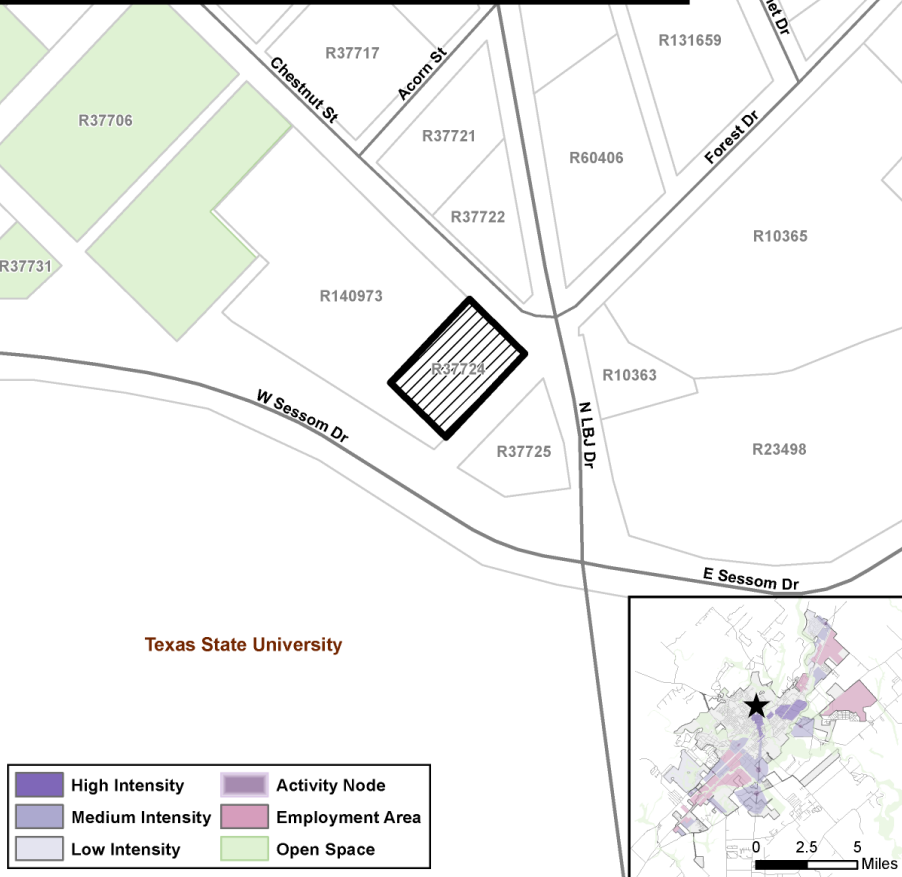 net Dr
R131659
R37717
Acorn St
Chestnut St
R37706
R37721
Forest Dr
R60406
R37722
R10365
R37731
R140973
R37724
R10363
W Sessom Dr
N LBJ Dr
R37725
R23498
E Sessom Dr
Texas State University
High Intensity
Activity Node
Medium Intensity
Employment Area
Low Intensity
Open Space
0 2.5 5
Miles